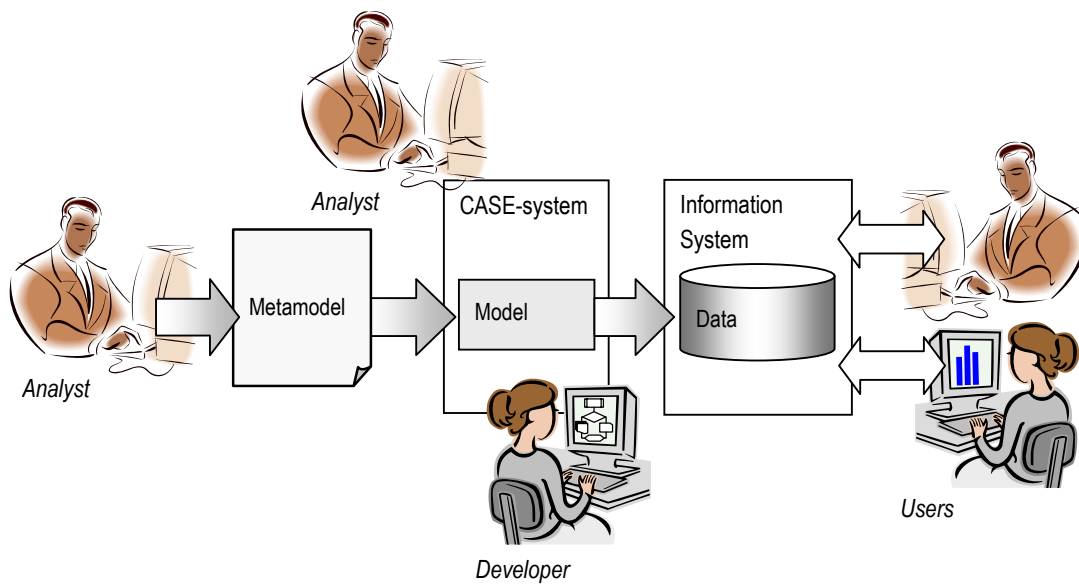 Analyst
CASE-system
Information
System
Metamodel
Model
Data
Analyst
Users
Developer